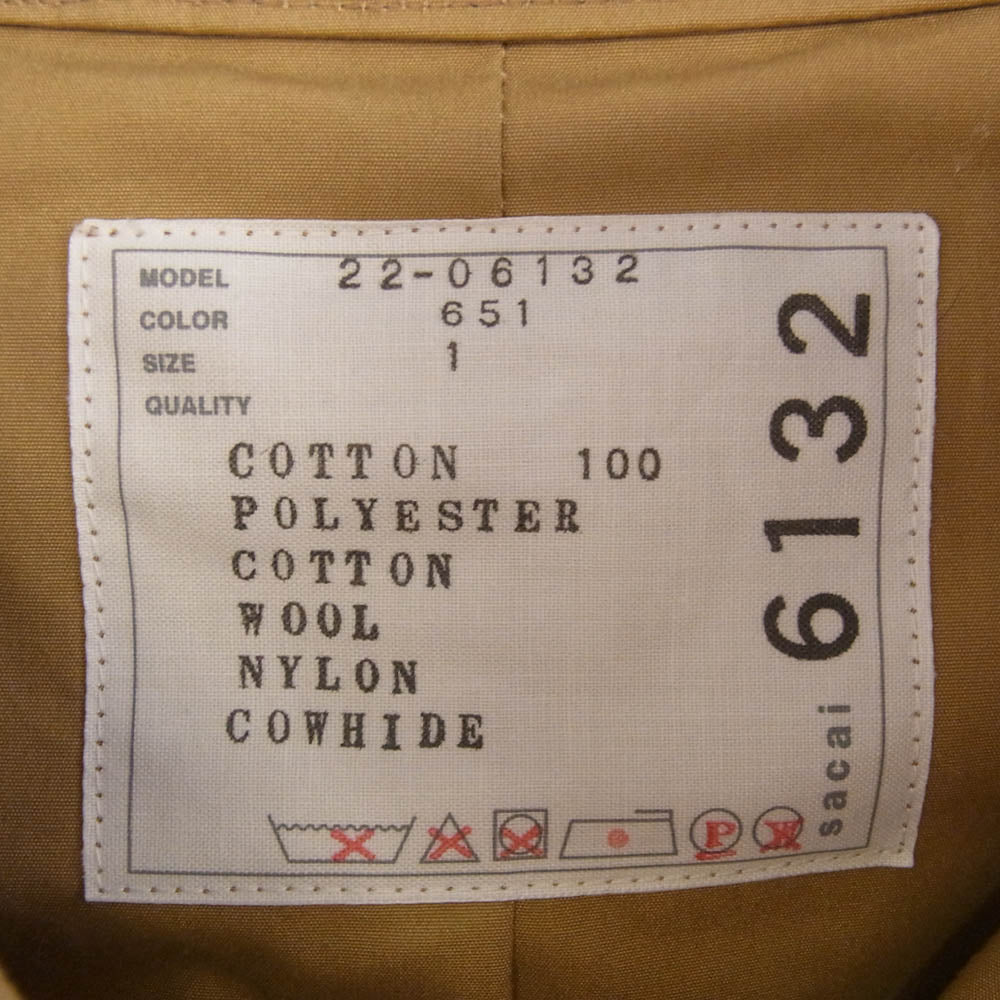 MODEL 22-06132
COLOR 651
SIZE 1
QUALITY
COTTON 100
POLYESTER
COTTON
WOOL
NYLON
COWHIDE
P W
sacai 6132